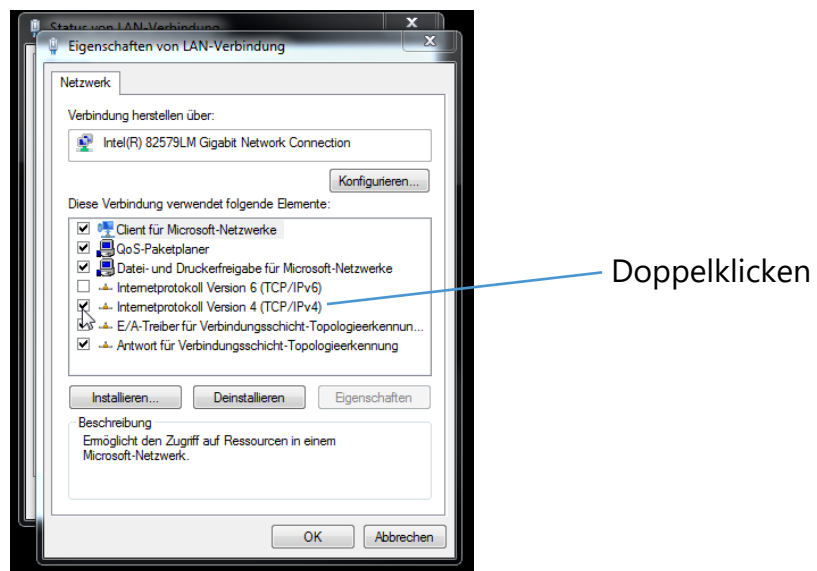 Status von LAN-Verbindung
Eigenschaften von LAN-Verbindung
Netzwerk
Verbindung herstellen über:
Intel(R) 82579LM Gigabit Network Connection
Konfigurieren...
Diese Verbindung verwendet folgende Elemente:
Client für Microsoft-Netzwerke
QoS-Paketplaner
Datei- und Druckerfreigabe für Microsoft-Netzwerke
Internetprotokoll Version 6 (TCP/IPv6)
Internetprotokoll Version 4 (TCP/IPv4)
Doppelklicken
E/A-Treiber für Verbindungsschicht-Topologieerkennun...
Antwort für Verbindungsschicht-Topologieerkennung
Installieren...
Deinstallieren
Eigenschaften
Beschreibung
Ermöglicht den Zugriff auf Ressourcen in einem
Microsoft-Netzwerk.
OK
Abbrechen